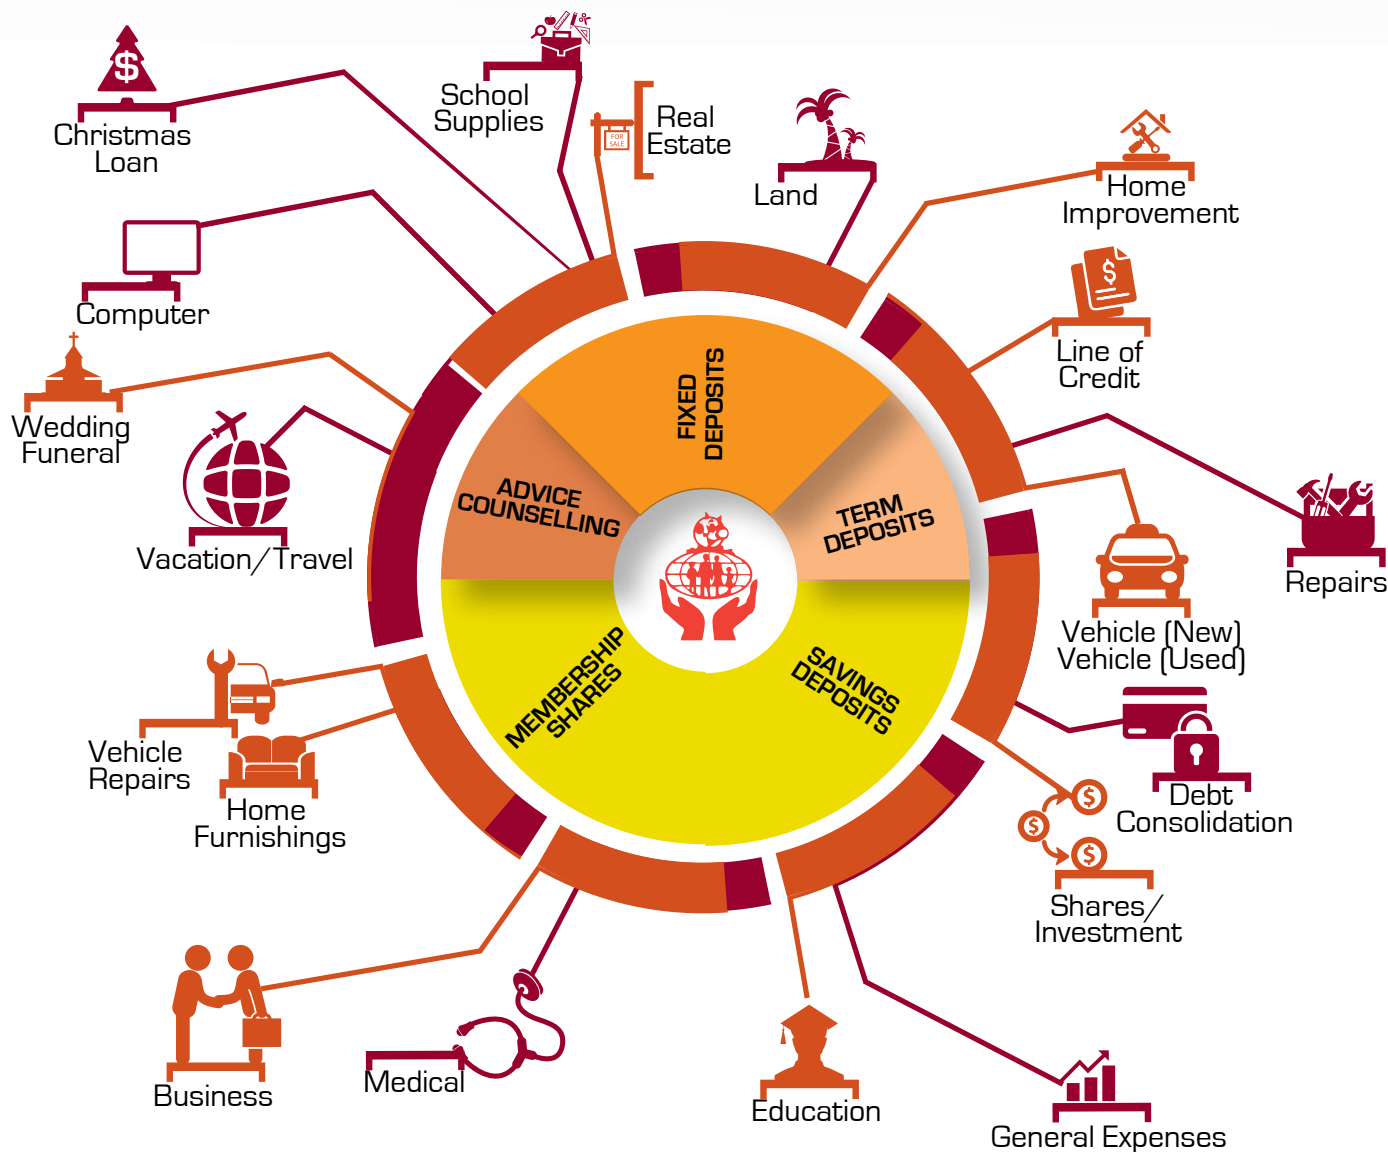 $
Christmas
Loan
School
Supplies
FOR
SALE
Real
Estate
Land
Home
Improvement
Computer
$
Line of
Credit
Wedding
Funeral
Vacation/Travel
Repairs
Vehicle (New)
Vehicle (Used)
FIXED
DEPOSITS
ADVICE
COUNSELLING
TERM
DEPOSITS
MEMBERSHIP
SHARES
SAVINGS
DEPOSITS
Vehicle
Repairs
Home
Furnishings
Debt
Consolidation
$
$
$
Shares/
Investment
Business
Medical
Education
General Expenses